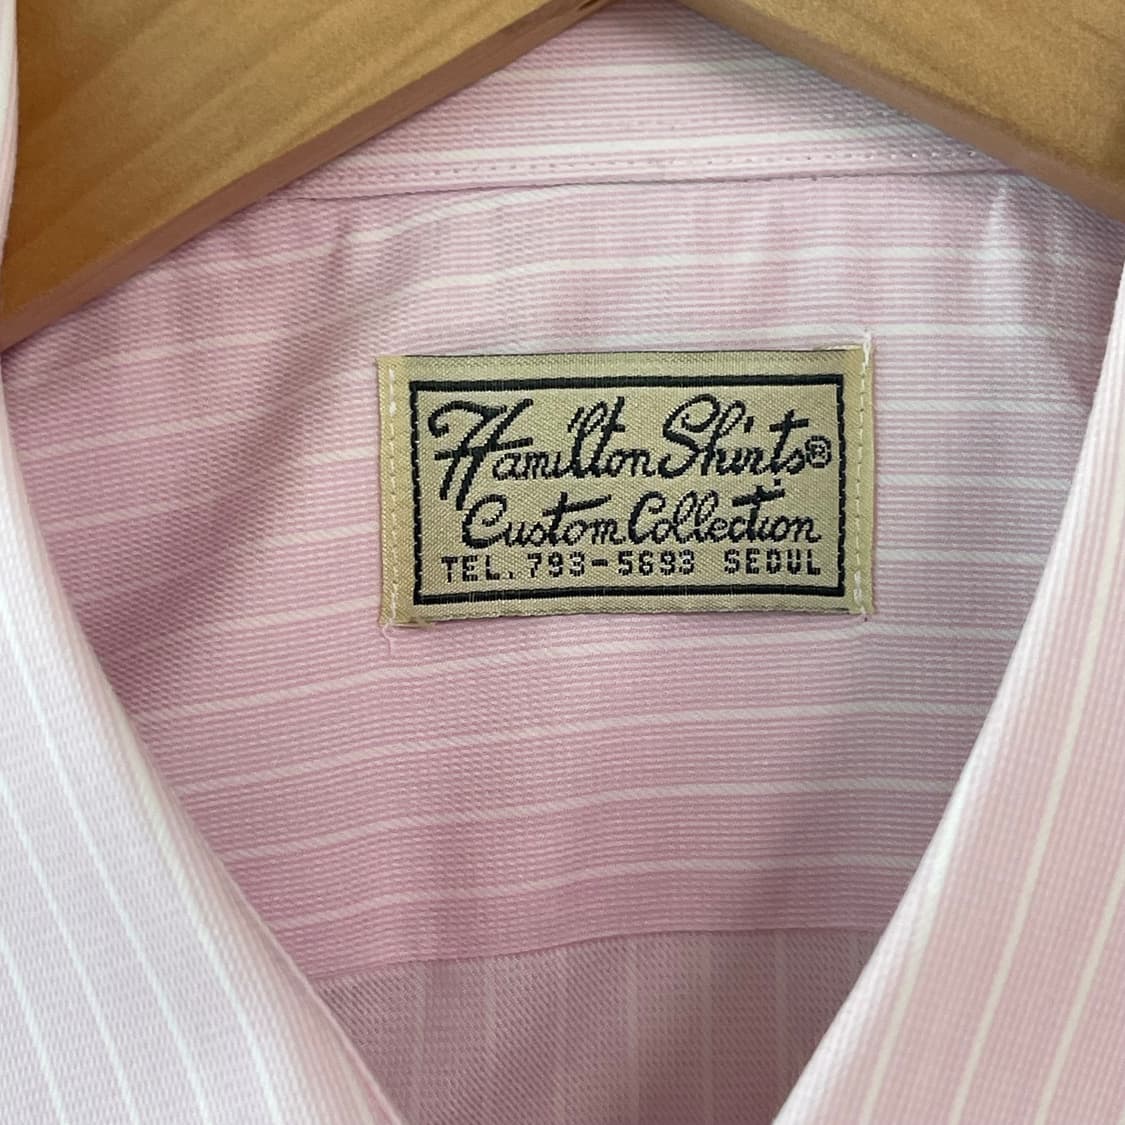 Hamilton Shirts®
Custom Collection
TEL. 793-5693 SEOUL